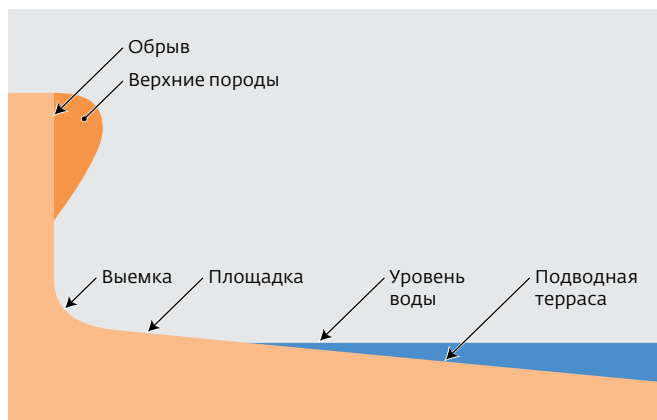 Обрыв
Верхние породы
Выемка
Площадка
Уровень
воды
Подводная
терраса